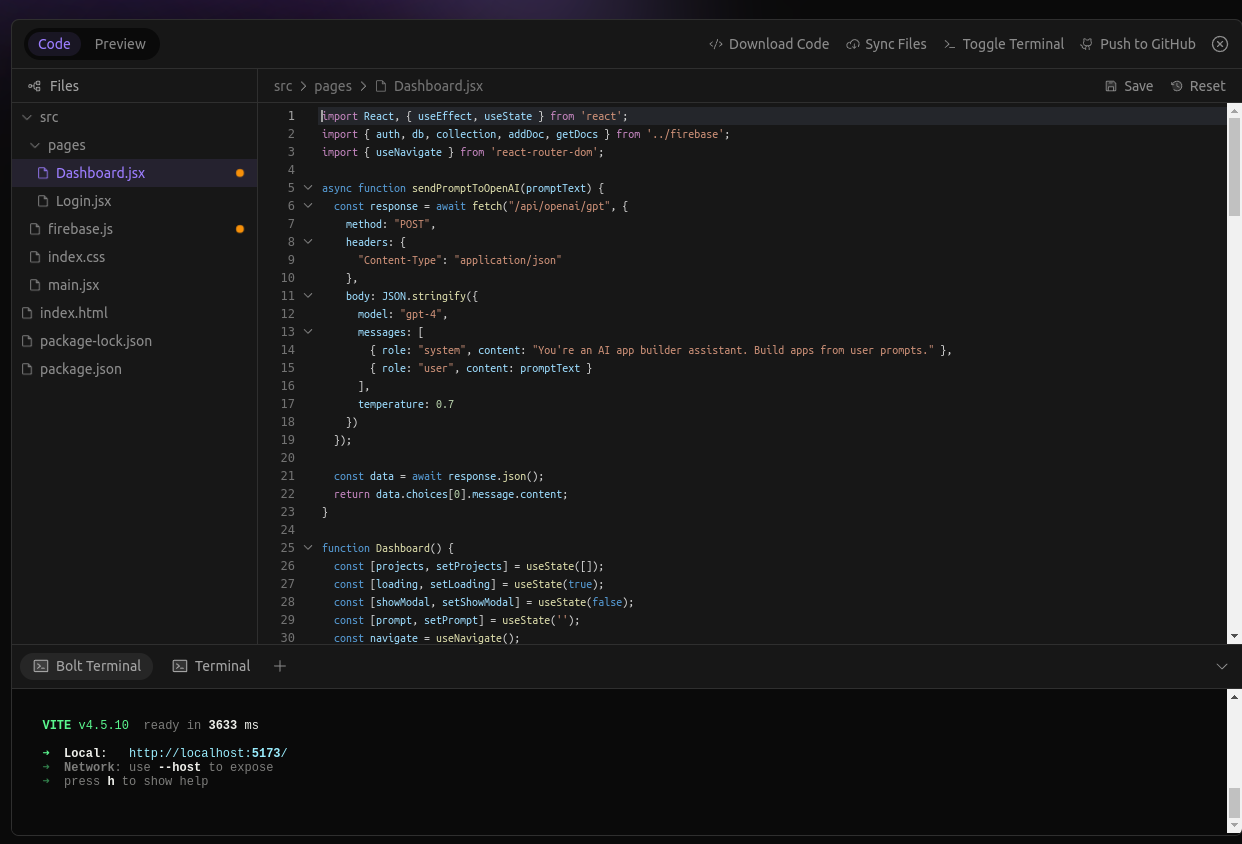 Code Preview
Download Code Sync Files Toggle Terminal Push to GitHub
Files
src > pages > Dashboard.jsx
Save Reset
src
pages
Dashboard.jsx
Login.jsx
firebase.js
index.css
main.jsx
index.html
package-lock.json
package.json
1 import React, { useEffect, useState } from 'react';
2 import { auth, db, collection, addDoc, getDocs } from '../firebase';
3 import { useNavigate } from 'react-router-dom';
4
5 async function sendPromptToOpenAI(promptText) {
6 const response = await fetch("/api/openai/gpt", {
7 method: "POST",
8 headers: {
9 "Content-Type": "application/json"
10 },
11 body: JSON.stringify({
12 model: "gpt-4",
13 messages: [
14 { role: "system", content: "You're an AI app builder assistant. Build apps from user prompts." },
15 { role: "user", content: promptText }
16 ],
17 temperature: 0.7
18 })
19 });
20
21 const data = await response.json();
22 return data.choices[0].message.content;
23 }
24
25 function Dashboard() {
26 const [projects, setProjects] = useState([]);
27 const [loading, setLoading] = useState(true);
28 const [showModal, setShowModal] = useState(false);
29 const [prompt, setPrompt] = useState('');
30 const navigate = useNavigate();
Bolt Terminal Terminal +
VITE v4.5.10 ready in 3633 ms
➜ Local: http://localhost:5173/
➜ Network: use --host to expose
➜ press h to show help